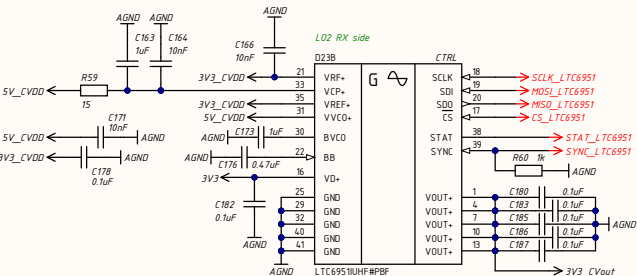 AGND AGND AGND
LO2 RX side
C163 1uF
C164 10nF
C166 10nF
D23B CTRL
G
R59 15
5V_CVDD
3V3_CVDD 21 VRF+
33 VCP+
3V3_CVDD 35 VREF+
5V_CVDD 31 VVCO+
AGND C173 1uF 30 BVCO
AGND C176 0.47uF 22 BB
3V3 16 VD+
5V_CVDD C171 10nF AGND
3V3_CVDD C178 0.1uF AGND
C182 0.1uF AGND
25 GND
29 GND
32 GND
40 GND
41 GND
AGND
SCLK 18 SCLK_LTC6951
SDI 19 MOSI_LTC6951
SDO 20 MISO_LTC6951
CS 17 CS_LTC6951
STAT 38 STAT_LTC6951
SYNC 39 SYNC_LTC6951
R60 1k AGND
VOUT+ 1 C180 0.1uF
VOUT+ 4 C183 0.1uF
VOUT+ 7 C185 0.1uF AGND
VOUT+ 10 C186 0.1uF
VOUT+ 13 C187 0.1uF
3V3_CVout
LTC6951IUHF#PBF